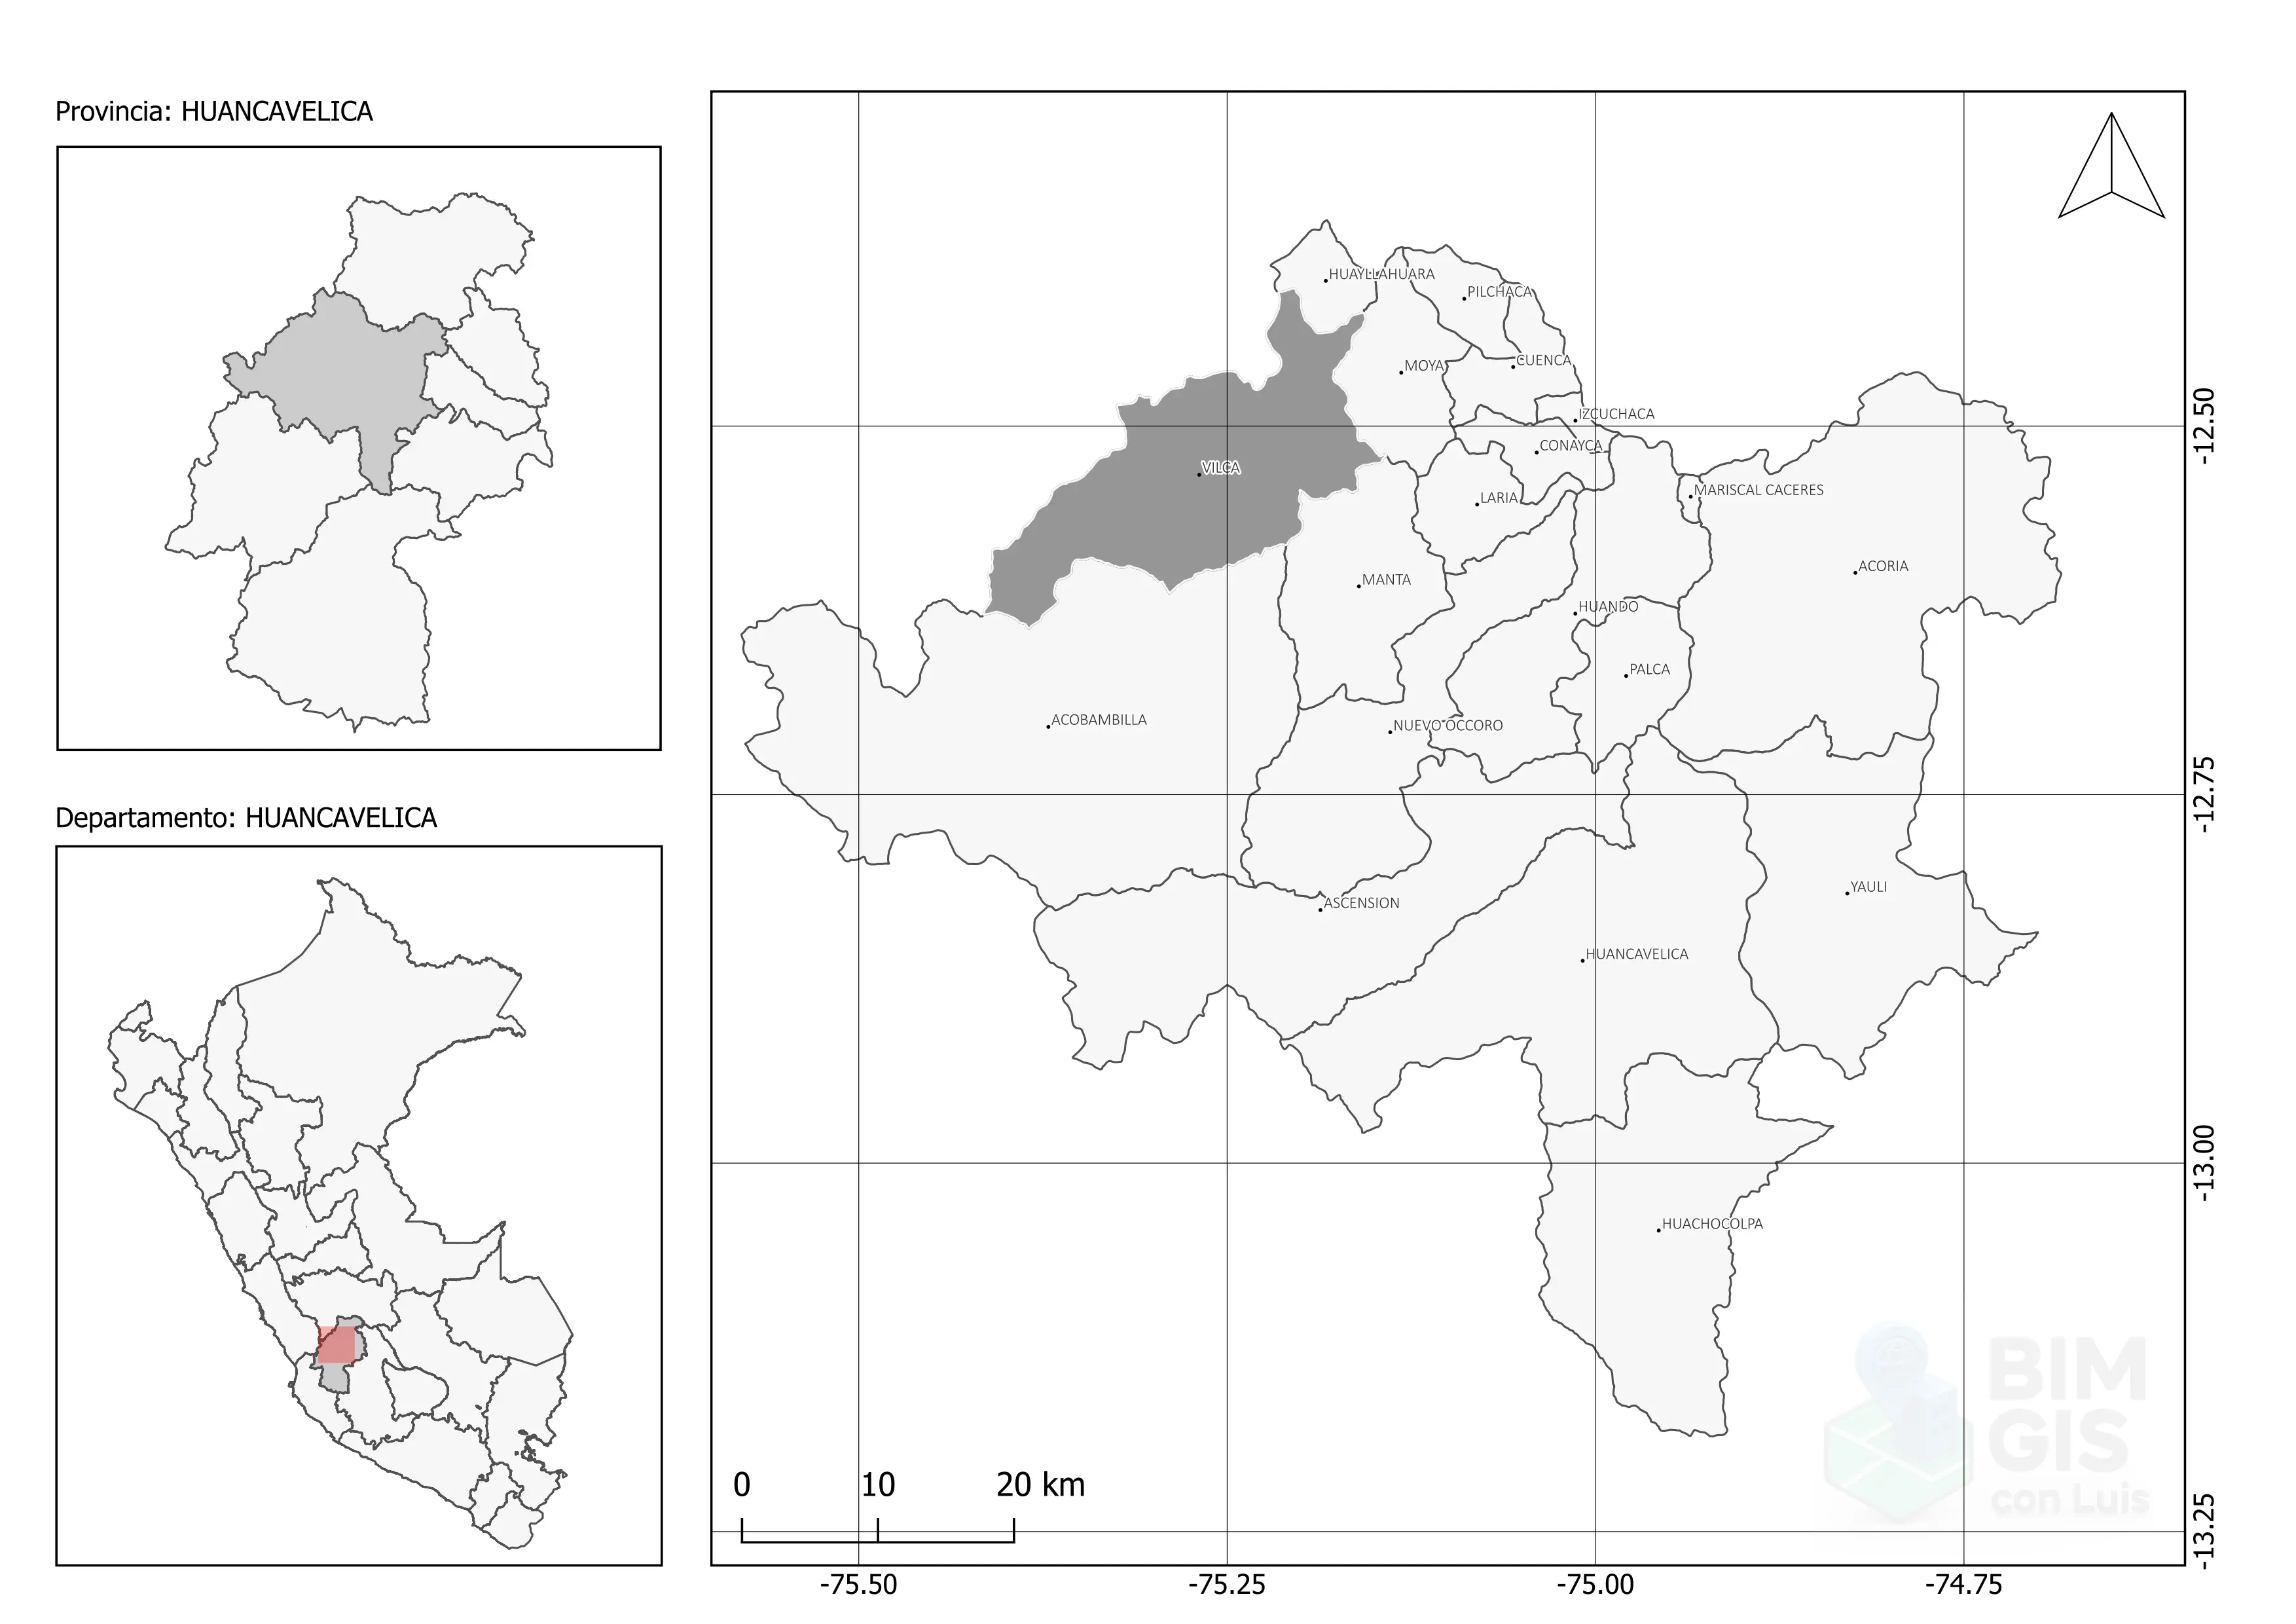 Provincia: HUANCAVELICA
Departamento: HUANCAVELICA
HUAYLLAHUARA
PILCHACA
MOYA
CUENCA
IZCUCHACA
CONAYCA
VILCA
LARIA
MARISCAL CACERES
MANTA
ACORIA
HUANDO
PALCA
ACOBAMBILLA
NUEVO OCCORO
YAULI
ASCENSION
HUANCAVELICA
HUACHOCOLPA
0 10 20 km
-12.50
-12.75
-13.00
-13.25
-75.50 -75.25 -75.00 -74.75
BIM
GIS
con Luis